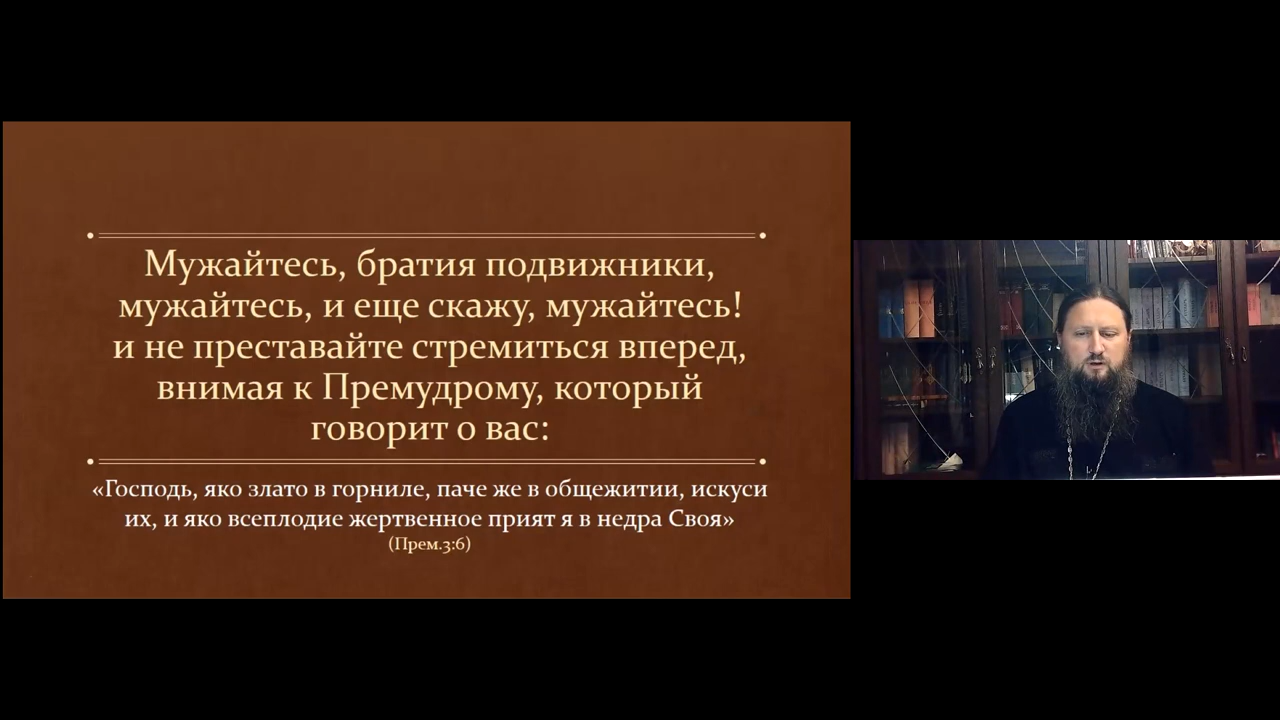 Мужайтесь, братия подвижники,
мужайтесь, и еще скажу, мужайтесь!
и не преставайте стремиться вперед,
внимая к Премудрому, который
говорит о вас:
«Господь, яко злато в горниле, паче же в общежитии, искуси
их, и яко всеплодие жертвенное прият я в недра Своя»
(Прем.3:6)